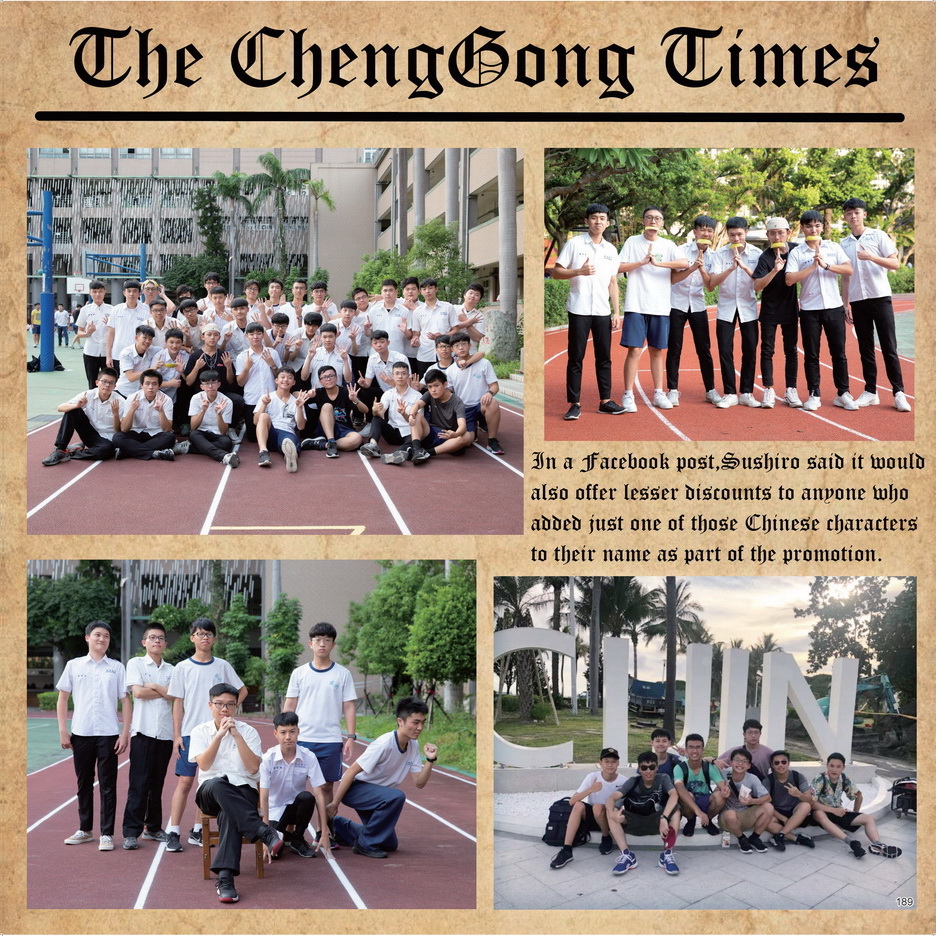 The ChengGong Times
In a Facebook post,Sushiro said it would
also offer lesser discounts to anyone who
added just one of those Chinese characters
to their name as part of the promotion.
CIJIN
189